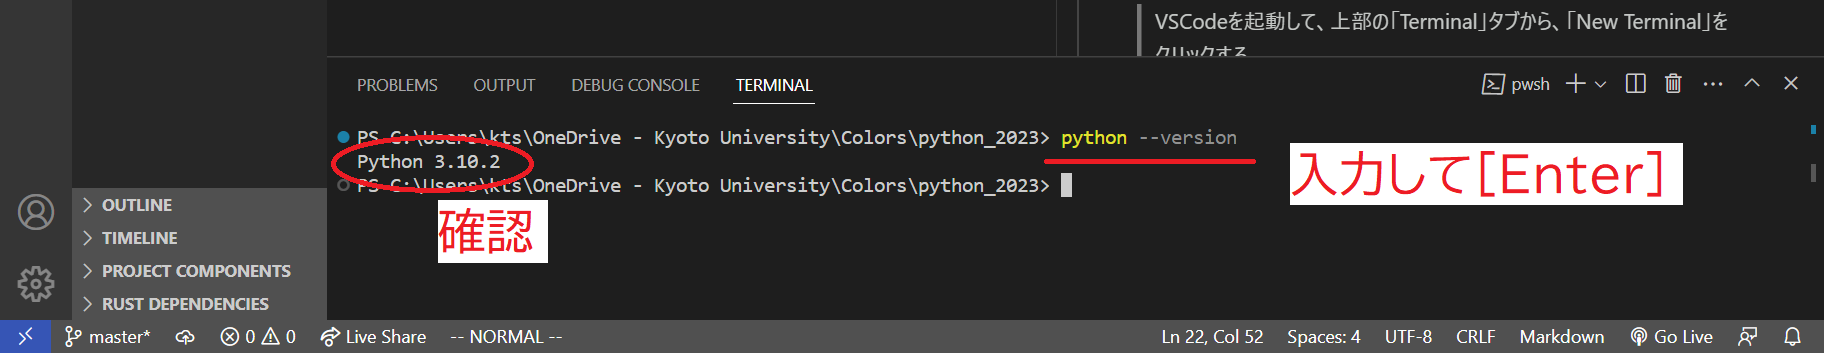 VSCodeを起動して、上部の「Terminal」タブから、「New Terminal」を
クリックする
PROBLEMS OUTPUT DEBUG CONSOLE TERMINAL
pwsh
PS C:\Users\kts\OneDrive - Kyoto University\Colors\python_2023> python --version
Python 3.10.2
PS C:\Users\kts\OneDrive - Kyoto University\Colors\python_2023>
入力して[Enter]
確認
OUTLINE
TIMELINE
PROJECT COMPONENTS
RUST DEPENDENCIES
master* 0 0 Live Share -- NORMAL -- Ln 22, Col 52 Spaces: 4 UTF-8 CRLF Markdown Go Live